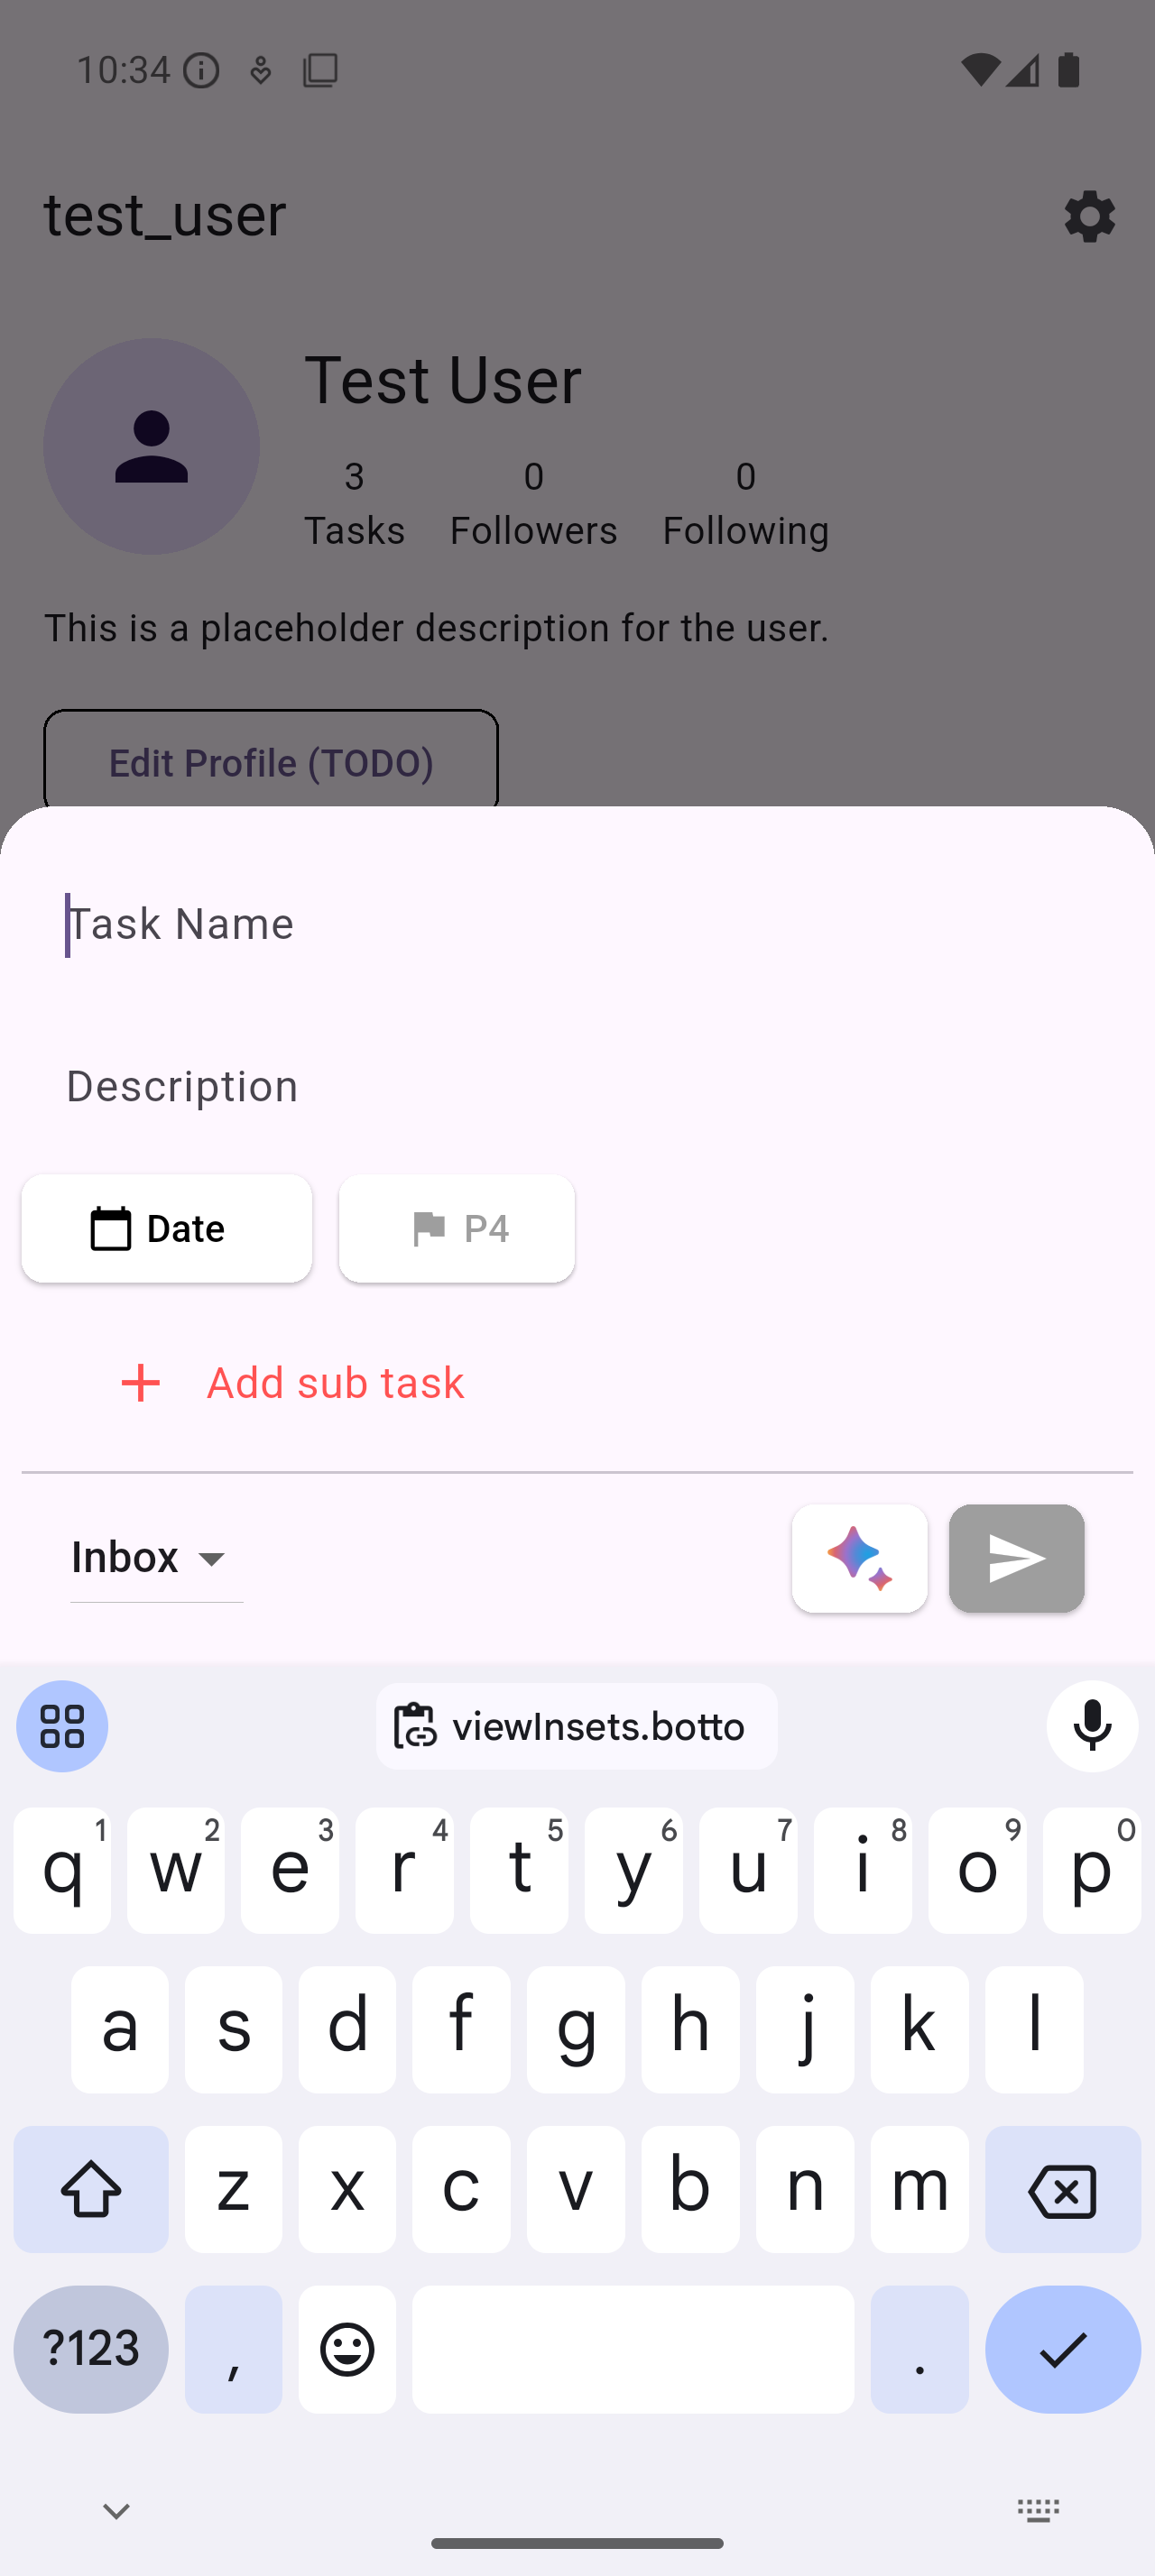 10:34
test_user
Test User
3 0 0
Tasks Followers Following
This is a placeholder description for the user.
Edit Profile (TODO)
Task Name
Description
Date P4
+ Add sub task
Inbox
viewInsets.botto
q 1 w 2 e 3 r 4 t 5 y 6 u 7 i 8 o 9 p 0
a s d f g h j k l
z x c v b n m
?123 , .